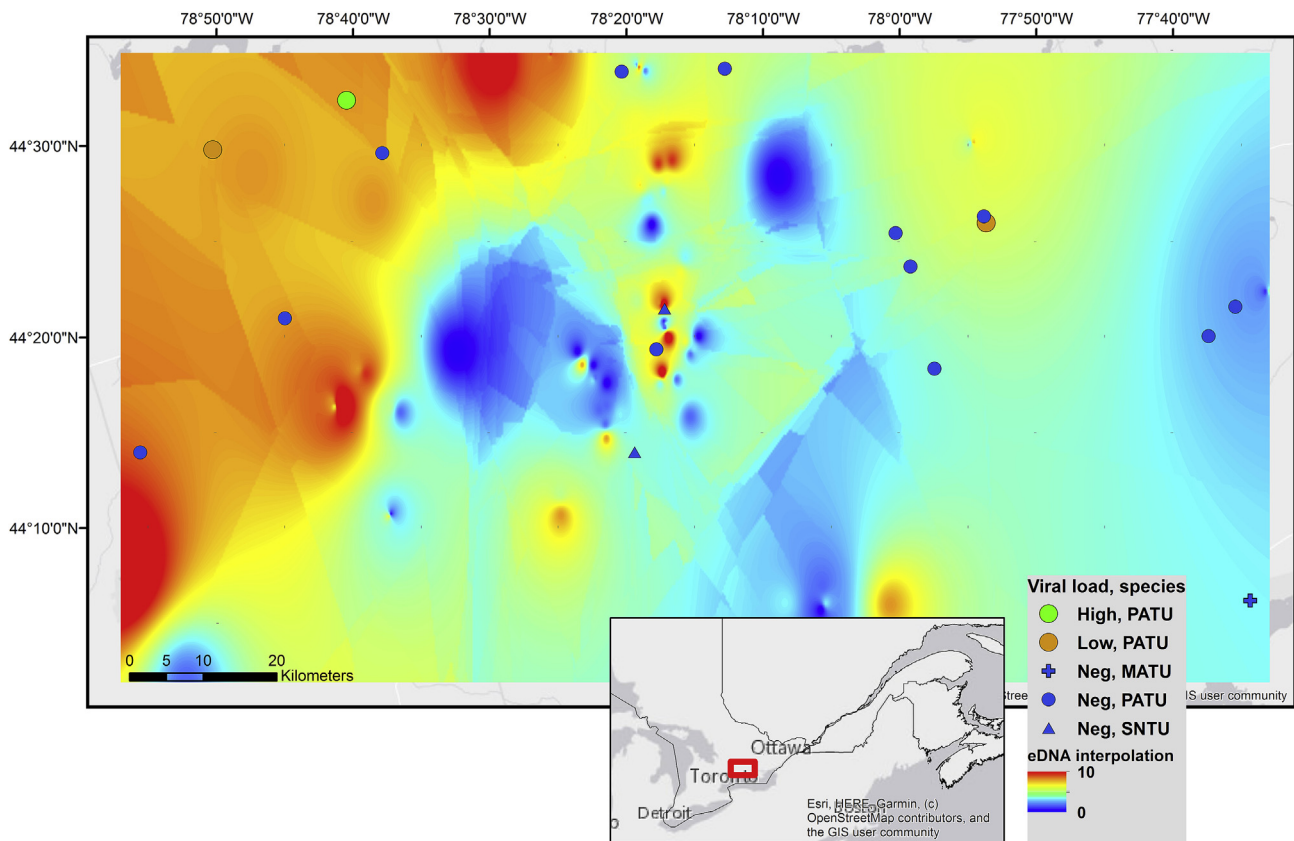 78°50'0"W 78°40'0"W 78°30'0"W 78°20'0"W 78°10'0"W 78°0'0"W 77°50'0"W 77°40'0"W
44°30'0"N
44°20'0"N
44°10'0"N
0 5 10 20
Kilometers
Viral load, species
High, PATU
Low, PATU
Neg, MATU
Neg, PATU
Neg, SNTU
eDNA interpolation
10
0
IS user community
Ottawa
Toronto
Detroit
Boston
Esri, HERE, Garmin, (c)
OpenStreetMap contributors, and
the GIS user community